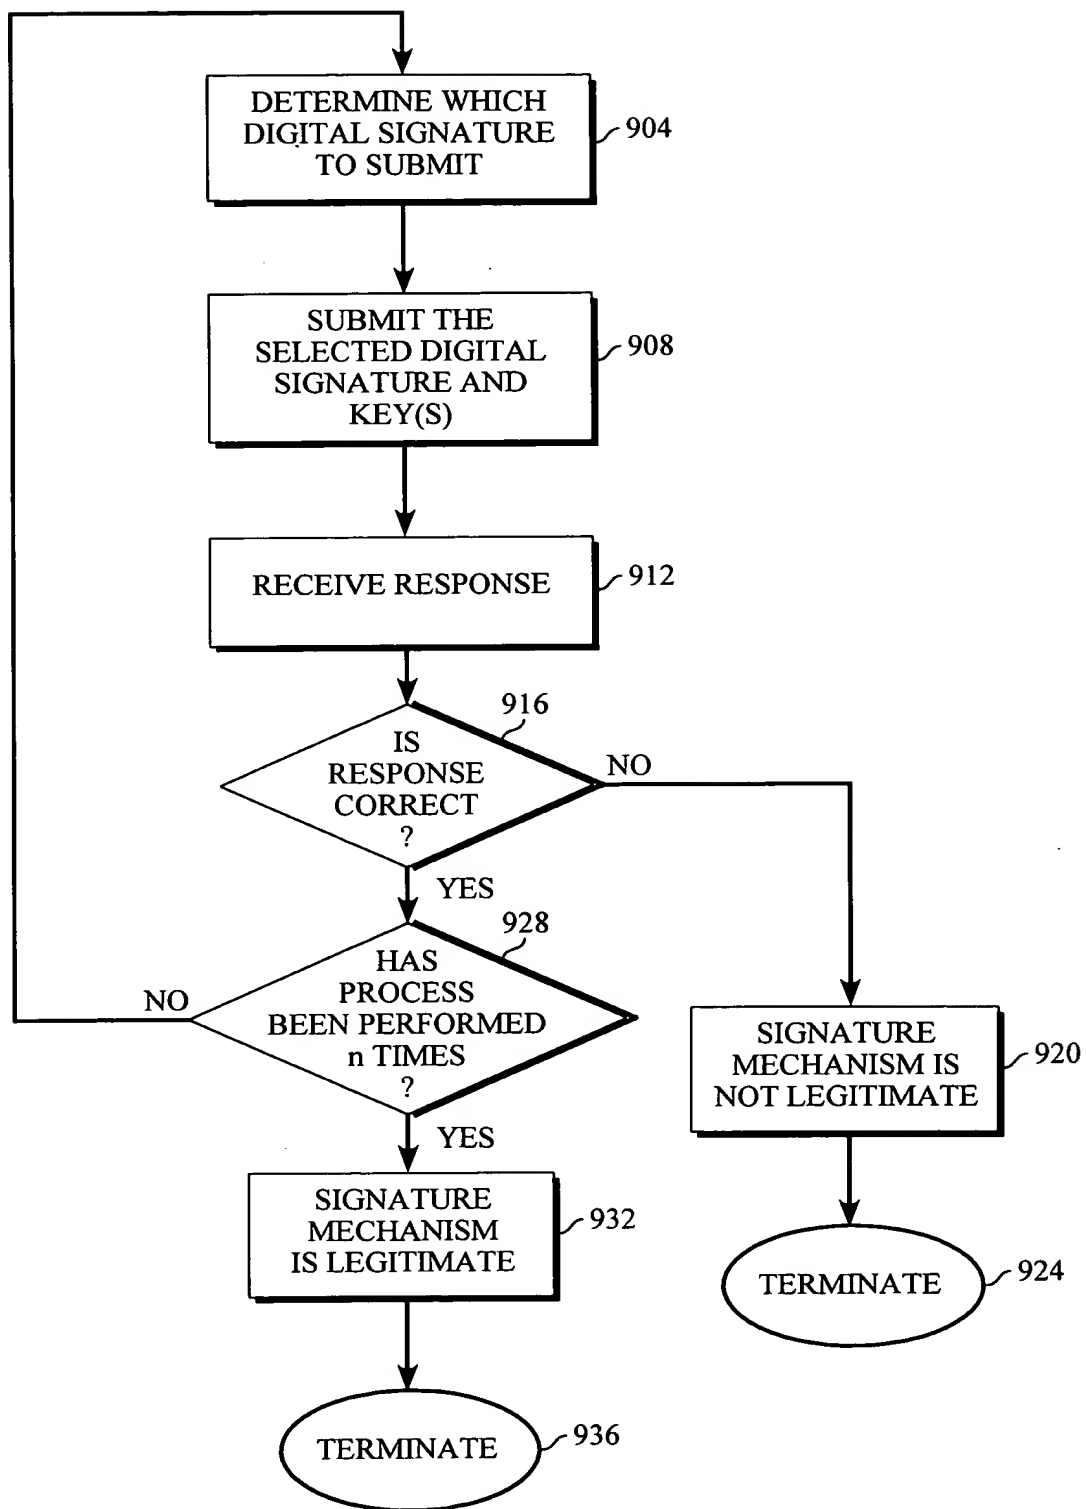 DETERMINE WHICH
DIGITAL SIGNATURE
TO SUBMIT
904
SUBMIT THE
SELECTED DIGITAL
SIGNATURE AND
KEY(S)
908
RECEIVE RESPONSE
912
916
IS
RESPONSE
CORRECT
?
NO
YES
928
HAS
PROCESS
BEEN PERFORMED
n TIMES
?
NO
YES
SIGNATURE
MECHANISM IS
NOT LEGITIMATE
920
SIGNATURE
MECHANISM
IS LEGITIMATE
932
TERMINATE
924
TERMINATE
936